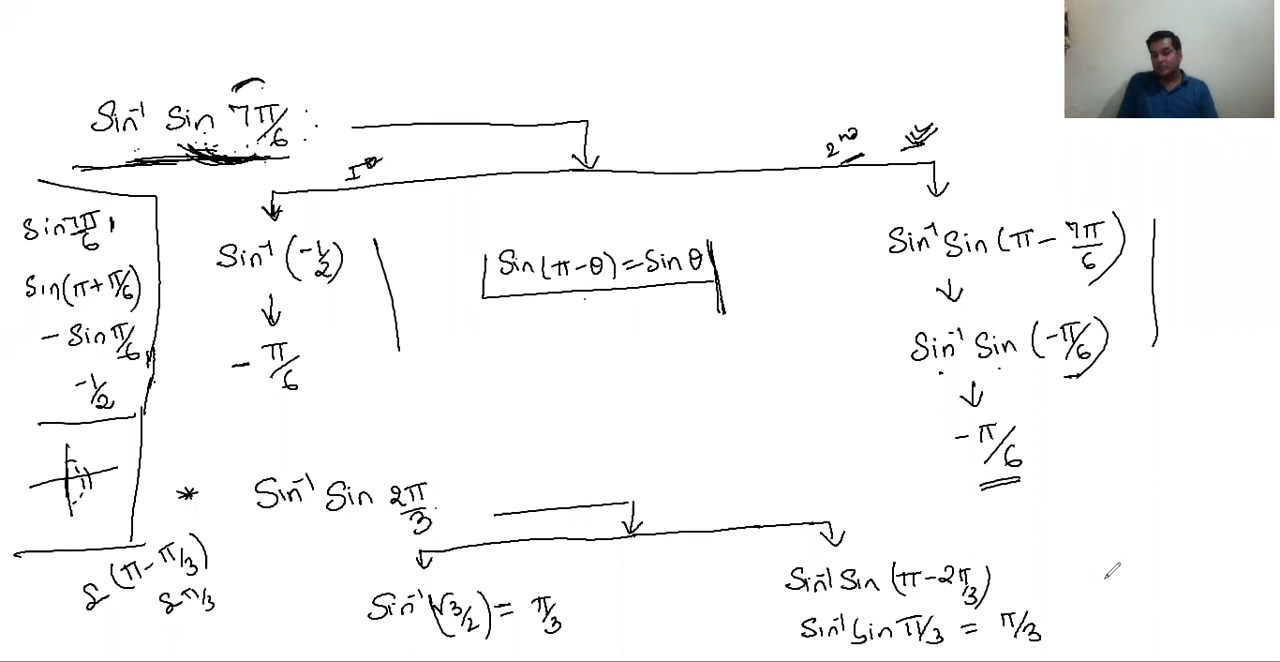 Sin⁻¹ Sin 7π/6
Iˢᵗ
2ⁿᵈ
Sin 7π/6
Sin(π+π/6)
- Sin π/6
-1/2
Sin⁻¹(-1/2)
- π/6
Sin(π-θ)=Sinθ
Sin⁻¹ Sin(π- 7π/6)
Sin⁻¹ Sin(-π/6)
-π/6
* Sin⁻¹ Sin 2π/3
S(π-π/3)
S π/3
Sin⁻¹(√3/2) = π/3
Sin⁻¹ Sin(π-2π/3)
Sin⁻¹ Sin π/3 = π/3